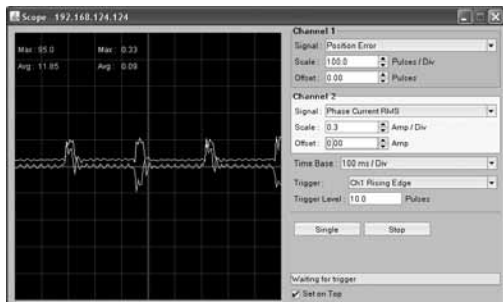 Scope 192.168.124.124
Max: 95.0 Max: 0.33
Avg: 11.85 Avg: 0.09
Channel 1
Signal: Position Error
Scale: 100.0 Pulses / Div
Offset: 0.00 Pulses
Channel 2
Signal: Phase Current RMS
Scale: 0.3 Amp / Div
Offset: 0.00 Amp
Time Base: 100 ms / Div
Trigger: Ch1 Rising Edge
Trigger Level: 10.0 Pulses
Single Stop
Waiting for trigger
Set on Top